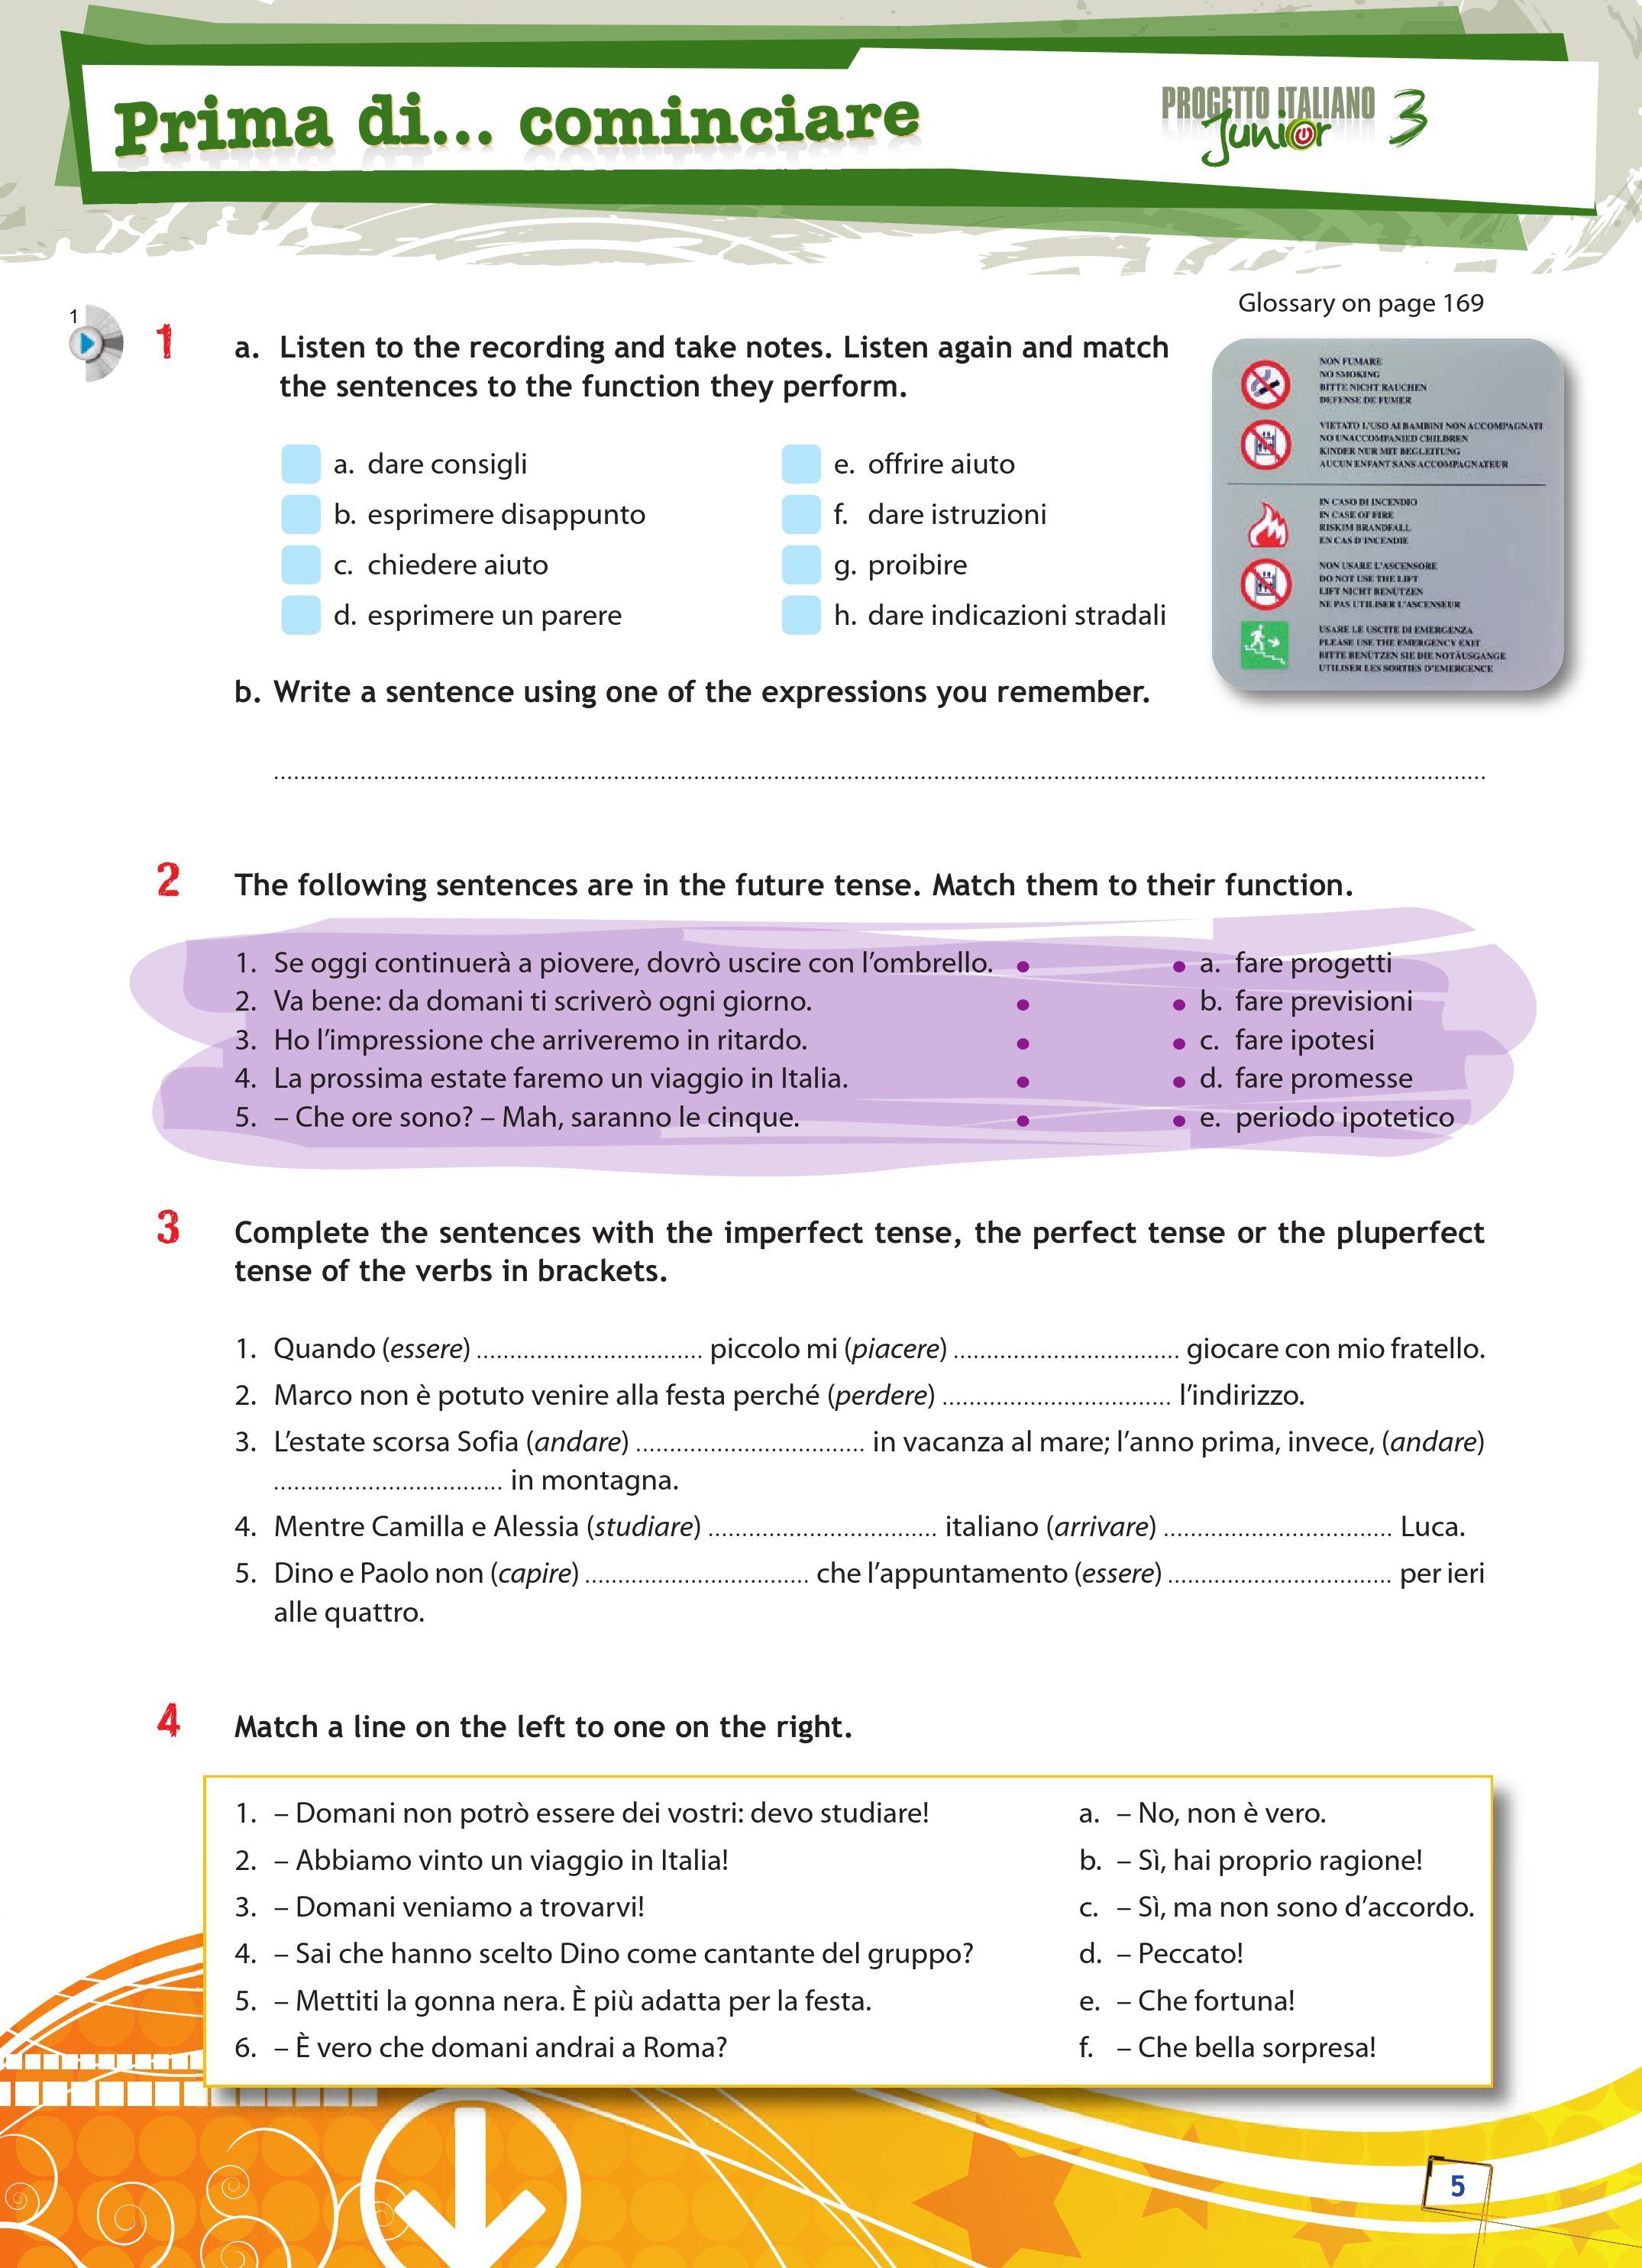 Prima di... cominciare
PROGETTO ITALIANO
Junior 3
Glossary on page 169
1
1 a. Listen to the recording and take notes. Listen again and match
the sentences to the function they perform.
a. dare consigli
b. esprimere disappunto
c. chiedere aiuto
d. esprimere un parere
e. offrire aiuto
f. dare istruzioni
g. proibire
h. dare indicazioni stradali
NON FUMARE
NO SMOKING
BITTE NICHT RAUCHEN
DEFENSE DE FUMER
VIETATO L'USO AI BAMBINI NON ACCOMPAGNATI
NO UNACCOMPANIED CHILDREN
KINDER NUR MIT BEGLEITUNG
AUCUN ENFANT SANS ACCOMPAGNATEUR
IN CASO DI INCENDIO
IN CASE OF FIRE
RISKIM BRANDFALL
EN CAS D'INCENDIE
NON USARE L'ASCENSORE
DO NOT USE THE LIFT
LIFT NICHT BENÜTZEN
NE PAS UTILISER L'ASCENSEUR
USARE LE USCITE DI EMERGENZA
PLEASE USE THE EMERGENCY EXIT
BITTE BENÜTZEN SIE DIE NOTÄUSGANGE
UTILISER LES SORTIES D'EMERGENCE
b. Write a sentence using one of the expressions you remember.
2 The following sentences are in the future tense. Match them to their function.
1. Se oggi continuerà a piovere, dovrò uscire con l'ombrello. • • a. fare progetti
2. Va bene: da domani ti scriverò ogni giorno. • • b. fare previsioni
3. Ho l'impressione che arriveremo in ritardo. • • c. fare ipotesi
4. La prossima estate faremo un viaggio in Italia. • • d. fare promesse
5. – Che ore sono? – Mah, saranno le cinque. • • e. periodo ipotetico
3 Complete the sentences with the imperfect tense, the perfect tense or the pluperfect
tense of the verbs in brackets.
1. Quando (essere) .................................. piccolo mi (piacere) .................................. giocare con mio fratello.
2. Marco non è potuto venire alla festa perché (perdere) .................................. l'indirizzo.
3. L'estate scorsa Sofia (andare) .................................. in vacanza al mare; l'anno prima, invece, (andare)
.................................. in montagna.
4. Mentre Camilla e Alessia (studiare) .................................. italiano (arrivare) .................................. Luca.
5. Dino e Paolo non (capire) .................................. che l'appuntamento (essere) .................................. per ieri
alle quattro.
4 Match a line on the left to one on the right.
1. – Domani non potrò essere dei vostri: devo studiare! a. – No, non è vero.
2. – Abbiamo vinto un viaggio in Italia! b. – Sì, hai proprio ragione!
3. – Domani veniamo a trovarvi! c. – Sì, ma non sono d'accordo.
4. – Sai che hanno scelto Dino come cantante del gruppo? d. – Peccato!
5. – Mettiti la gonna nera. È più adatta per la festa. e. – Che fortuna!
6. – È vero che domani andrai a Roma? f. – Che bella sorpresa!
5